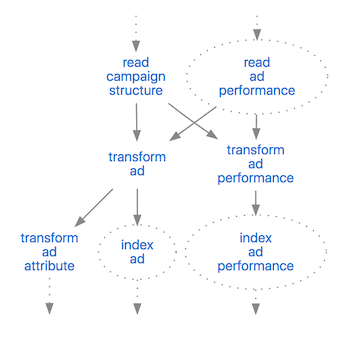 read
campaign
structure
read
ad
performance
transform
ad
transform
ad
performance
transform
ad
attribute
index
ad
index
ad
performance